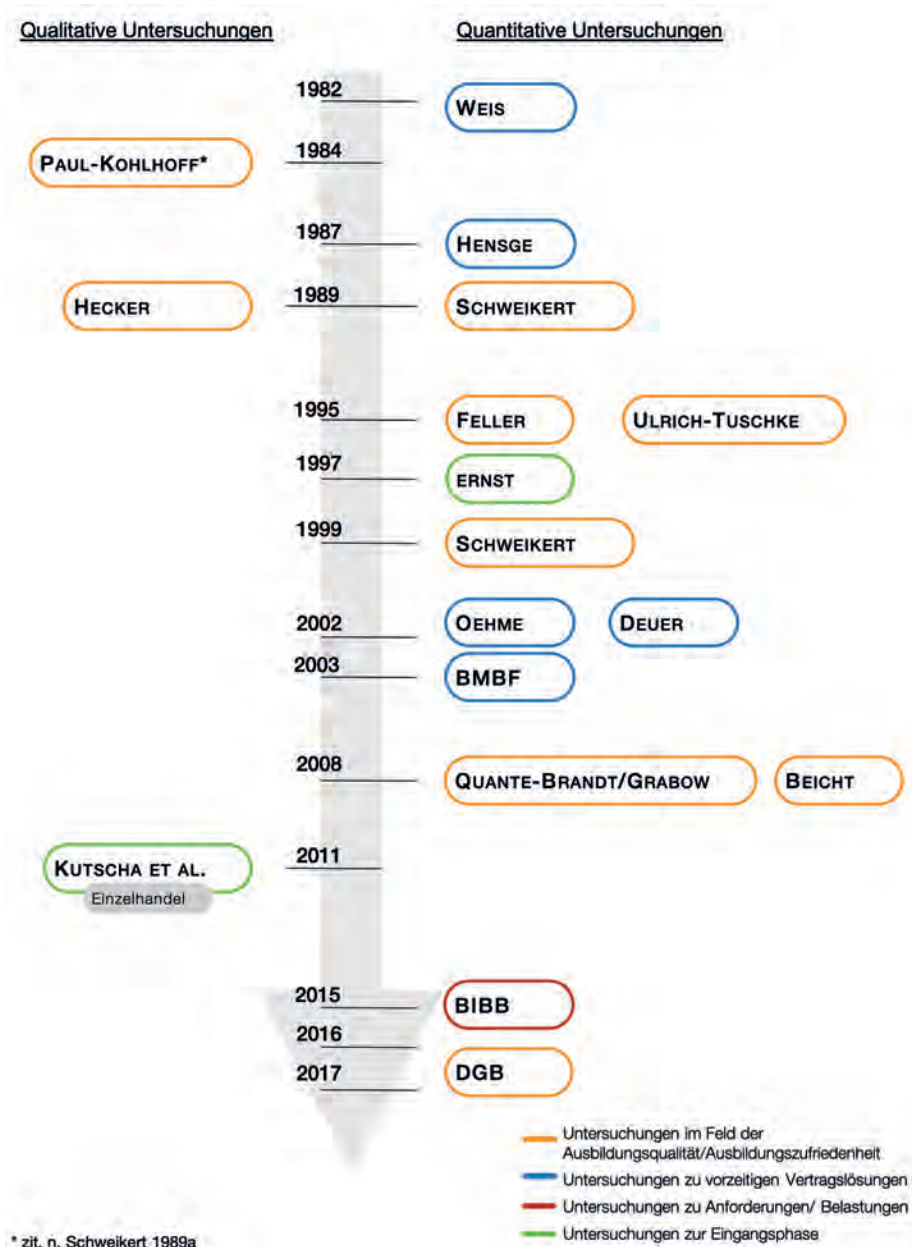 Qualitative Untersuchungen
Quantitative Untersuchungen
1982
WEIS
PAUL-KOHLHOFF*
1984
1987
HENSGE
HECKER
1989
SCHWEIKERT
1995
FELLER
ULRICH-TUSCHKE
1997
ERNST
1999
SCHWEIKERT
2002
OEHME
DEUER
2003
BMBF
2008
QUANTE-BRANDT/GRABOW
BEICHT
KUTSCHA ET AL.
Einzelhandel
2011
2015
BIBB
2016
2017
DGB
Untersuchungen im Feld der
Ausbildungsqualität/Ausbildungszufriedenheit
Untersuchungen zu vorzeitigen Vertragslösungen
Untersuchungen zu Anforderungen/ Belastungen
Untersuchungen zur Eingangsphase
* zit. n. Schweikert 1989a